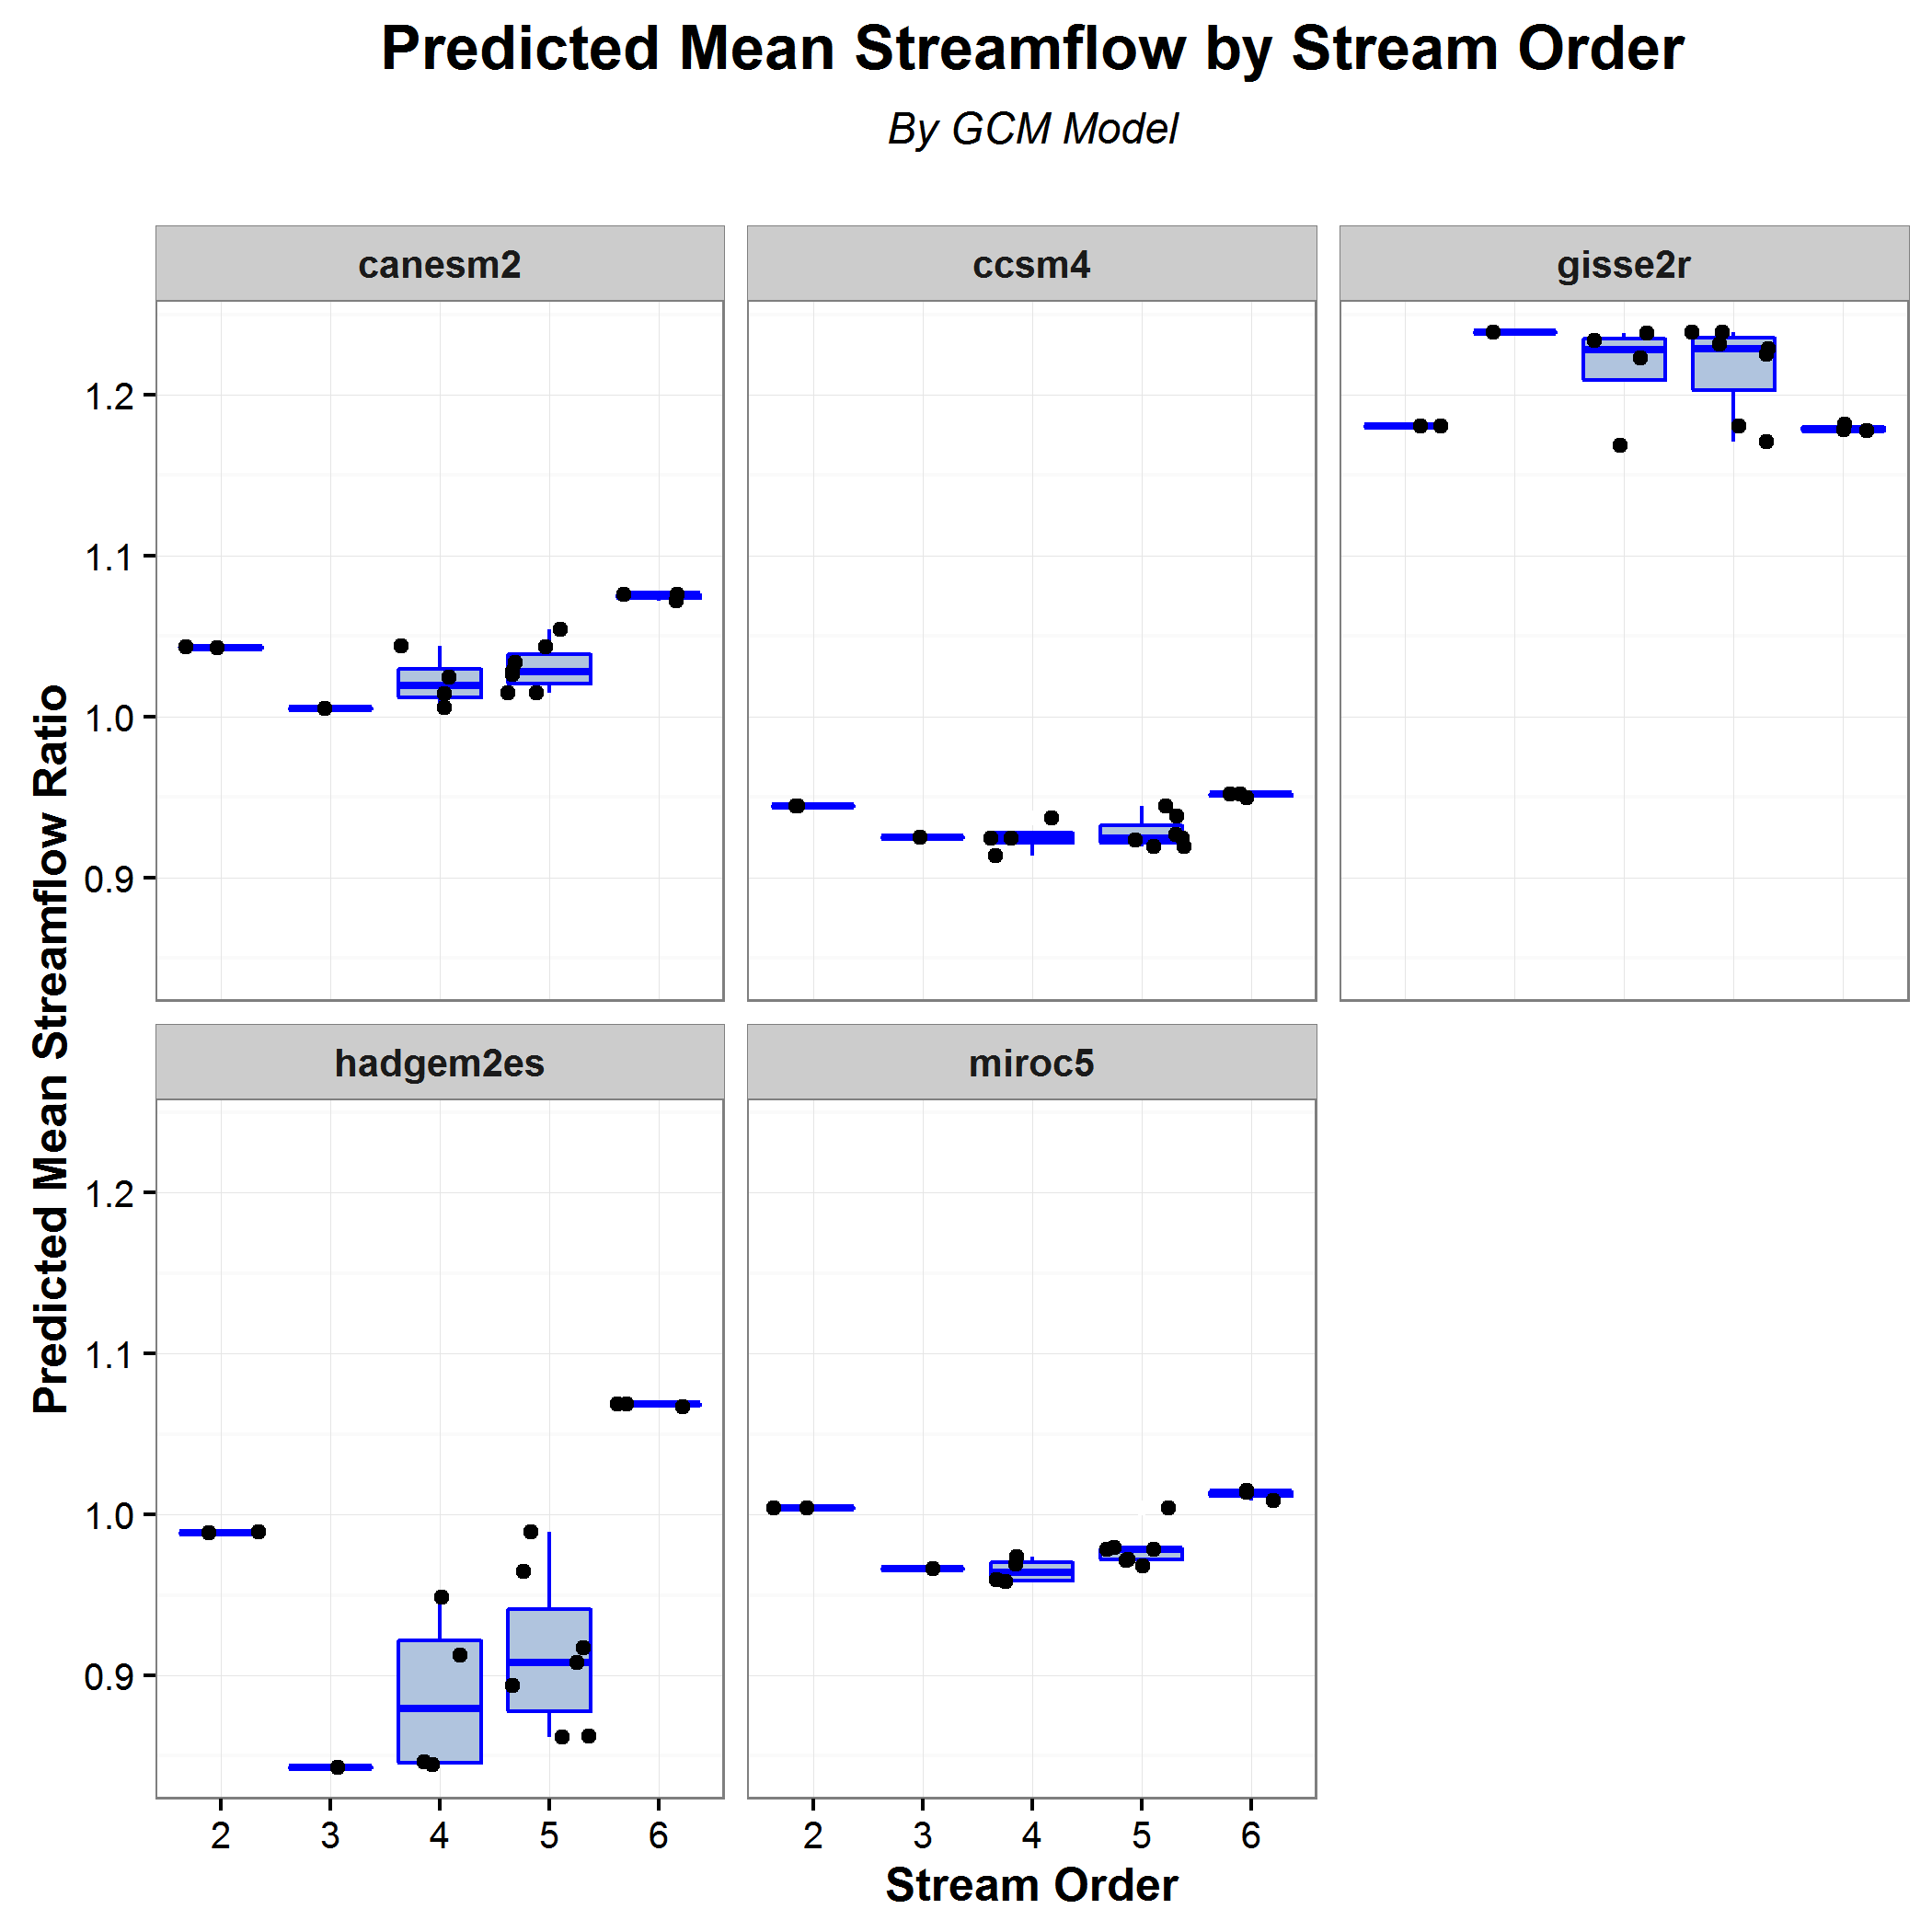 Predicted Mean Streamflow by Stream Order
By GCM Model
canesm2
ccsm4
gisse2r
1.2
1.1
1.0
0.9
Predicted Mean Streamflow Ratio
hadgem2es
miroc5
1.2
1.1
1.0
0.9
2 3 4 5 6
2 3 4 5 6
Stream Order